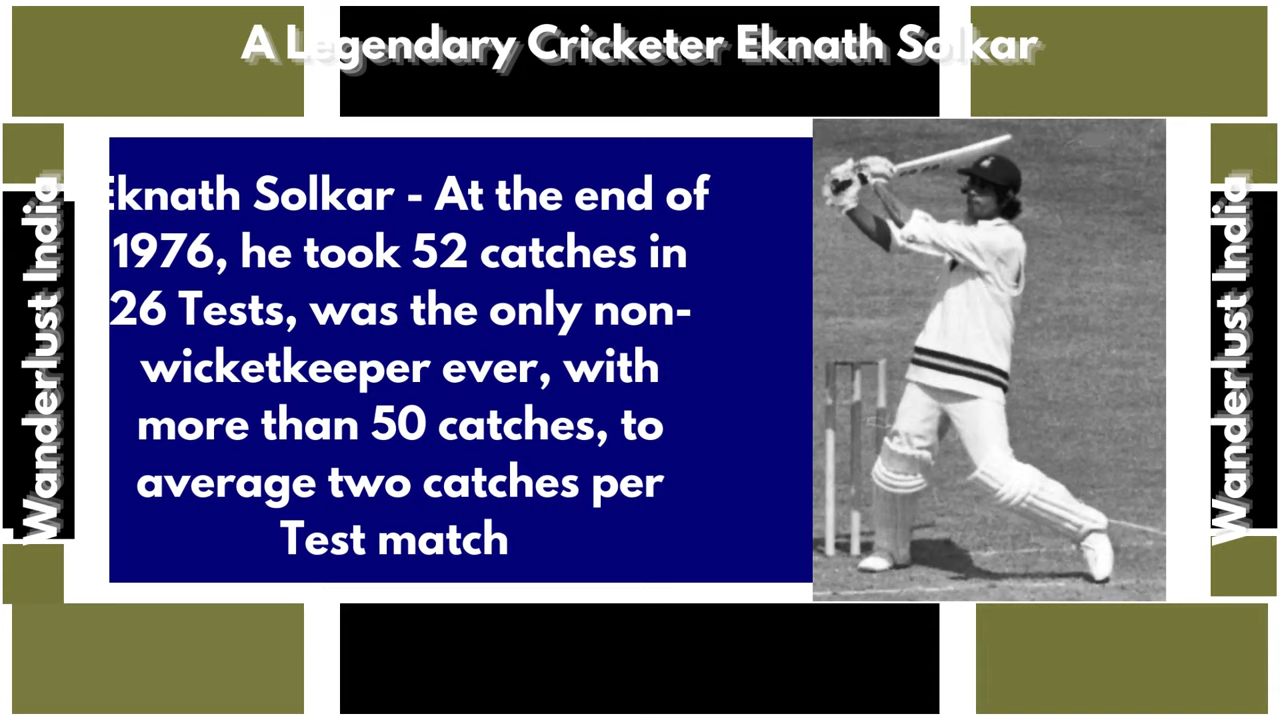 A Legendary Cricketer Eknath Solkar
Wanderlust India
Eknath Solkar - At the end of
1976, he took 52 catches in
26 Tests, was the only non-
wicketkeeper ever, with
more than 50 catches, to
average two catches per
Test match
Wanderlust India